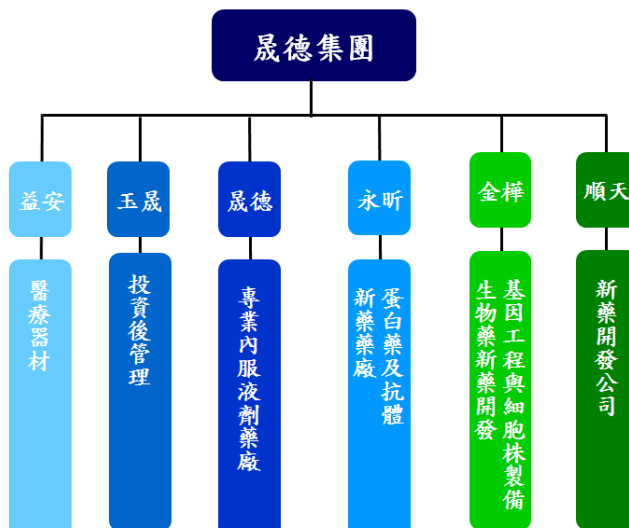 晟德集團
益安
玉晟
晟德
永昕
金樺
順天
醫療器材
投資後管理
專業內服液劑藥廠
蛋白藥及抗體
新藥藥廠
基因工程與細胞株製備
生物藥新藥開發
新藥開發公司